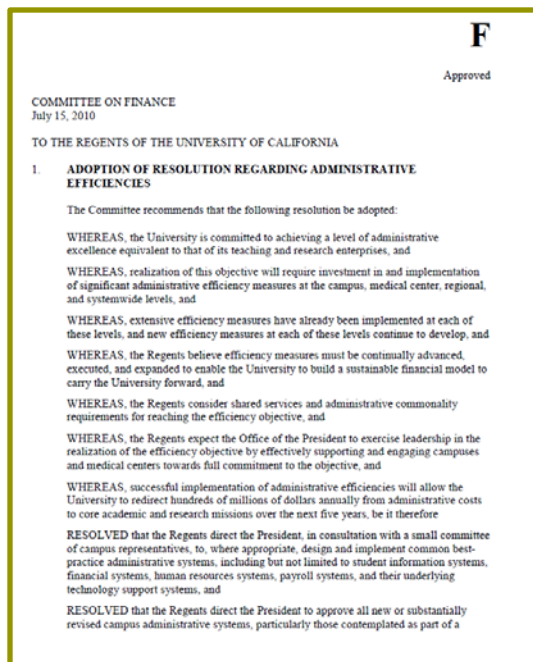 F
Approved
COMMITTEE ON FINANCE
July 15, 2010
TO THE REGENTS OF THE UNIVERSITY OF CALIFORNIA
1. ADOPTION OF RESOLUTION REGARDING ADMINISTRATIVE
EFFICIENCIES
The Committee recommends that the following resolution be adopted:
WHEREAS, the University is committed to achieving a level of administrative
excellence equivalent to that of its teaching and research enterprises, and
WHEREAS, realization of this objective will require investment in and implementation
of significant administrative efficiency measures at the campus, medical center, regional,
and systemwide levels, and
WHEREAS, extensive efficiency measures have already been implemented at each of
these levels, and new efficiency measures at each of these levels continue to develop, and
WHEREAS, the Regents believe efficiency measures must be continually advanced,
executed, and expanded to enable the University to build a sustainable financial model to
carry the University forward, and
WHEREAS, the Regents consider shared services and administrative commonality
requirements for reaching the efficiency objective, and
WHEREAS, the Regents expect the Office of the President to exercise leadership in the
realization of the efficiency objective by effectively supporting and engaging campuses
and medical centers towards full commitment to the objective, and
WHEREAS, successful implementation of administrative efficiencies will allow the
University to redirect hundreds of millions of dollars annually from administrative costs
to core academic and research missions over the next five years, be it therefore
RESOLVED that the Regents direct the President, in consultation with a small committee
of campus representatives, to, where appropriate, design and implement common best-
practice administrative systems, including but not limited to student information systems,
financial systems, human resources systems, payroll systems, and their underlying
technology support systems, and
RESOLVED that the Regents direct the President to approve all new or substantially
revised campus administrative systems, particularly those contemplated as part of a